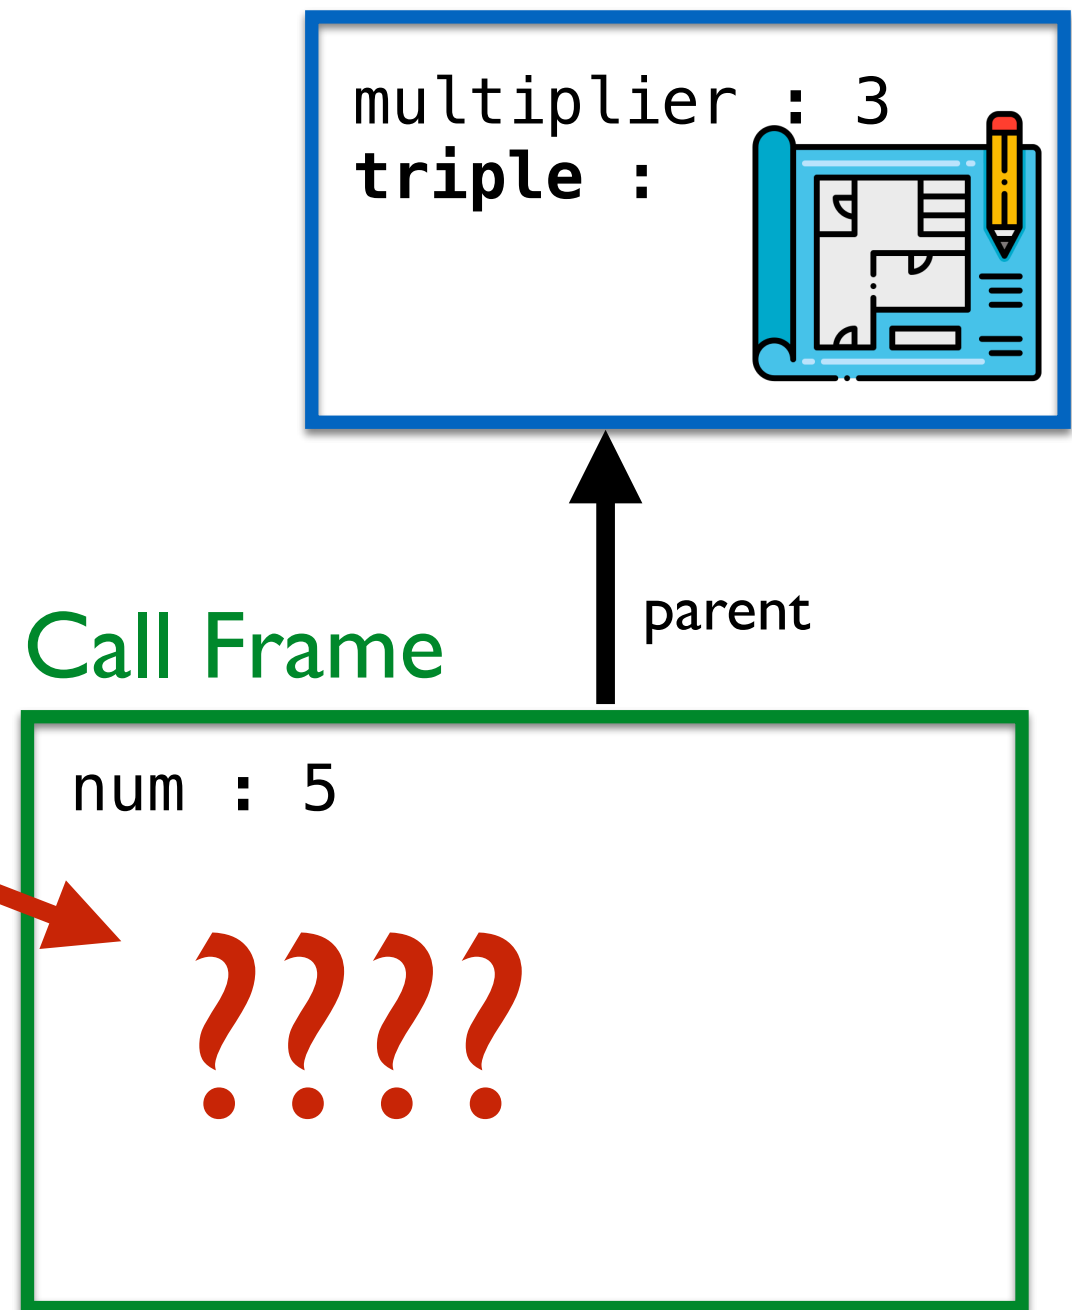 multiplier : 3
triple :
parent
Call Frame
num : 5
????